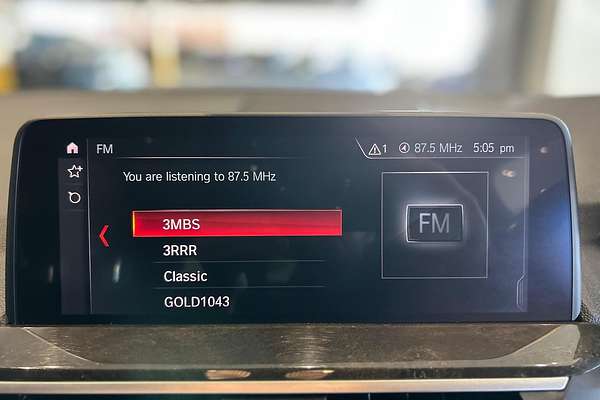 FM
1 87.5 MHz 5:05 pm
You are listening to 87.5 MHz
3MBS
3RRR
Classic
GOLD1043
FM